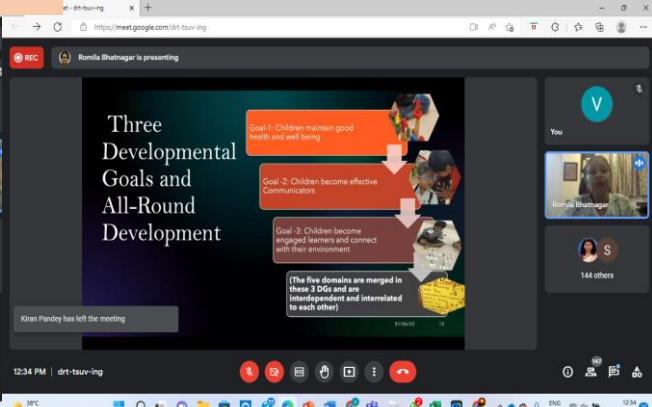 et - drt-tsuv-ing
https://meet.google.com/drt-tsuv-ing
REC
Romila Bhatnagar is presenting
Three
Developmental
Goals and
All-Round
Development
Goal-1: Children maintain good
health and well being
Goal -2: Children become effective
Communicators
Goal -3: Children become
engaged learners and connect
with their environment
(The five domains are merged in
these 3 DGs and are
interdependent and interrelated
to each other)
12
V
You
Romila Bhatnagar
S
144 others
Kiran Pandey has left the meeting
12:34 PM | drt-tsuv-ing
147
38°C
ENG
12:34